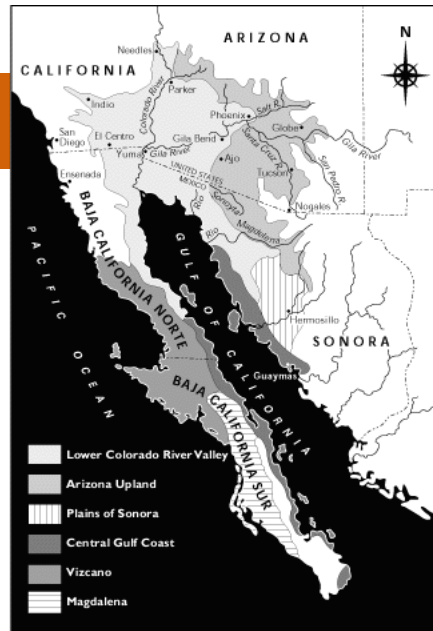 ARIZONA
N
Needles
CALIFORNIA
Colorado River
Parker
Indio
Phoenix
Salt R.
Globe
San
Diego
El Centro
Gila Bend
Gila River
Yuma
Gila River
Santa Cruz R.
Ajo
San Pedro R.
Ensenada
UNITED STATES
MEXICO
Tucson
Rio Sonoyta
Nogales
Rio Magdalerna
BAJA CALIFORNIA NORTE
PACIFIC OCEAN
GULF OF CALIFORNIA
Hermosillo
SONORA
Guaymas
BAJA CALIFORNIA SUR
Lower Colorado River Valley
Arizona Upland
Plains of Sonora
Central Gulf Coast
Vizcano
Magdalena